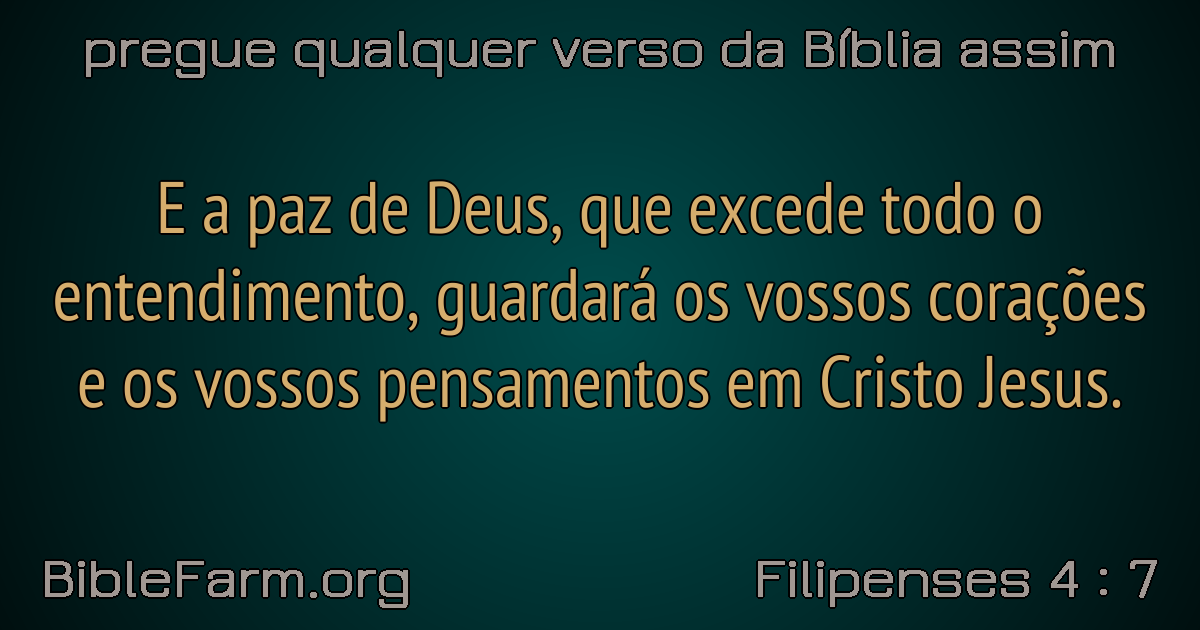 pregue qualquer verso da Bíblia assim
E a paz de Deus, que excede todo o
entendimento, guardará os vossos corações
e os vossos pensamentos em Cristo Jesus.
BibleFarm.org
Filipenses 4 : 7